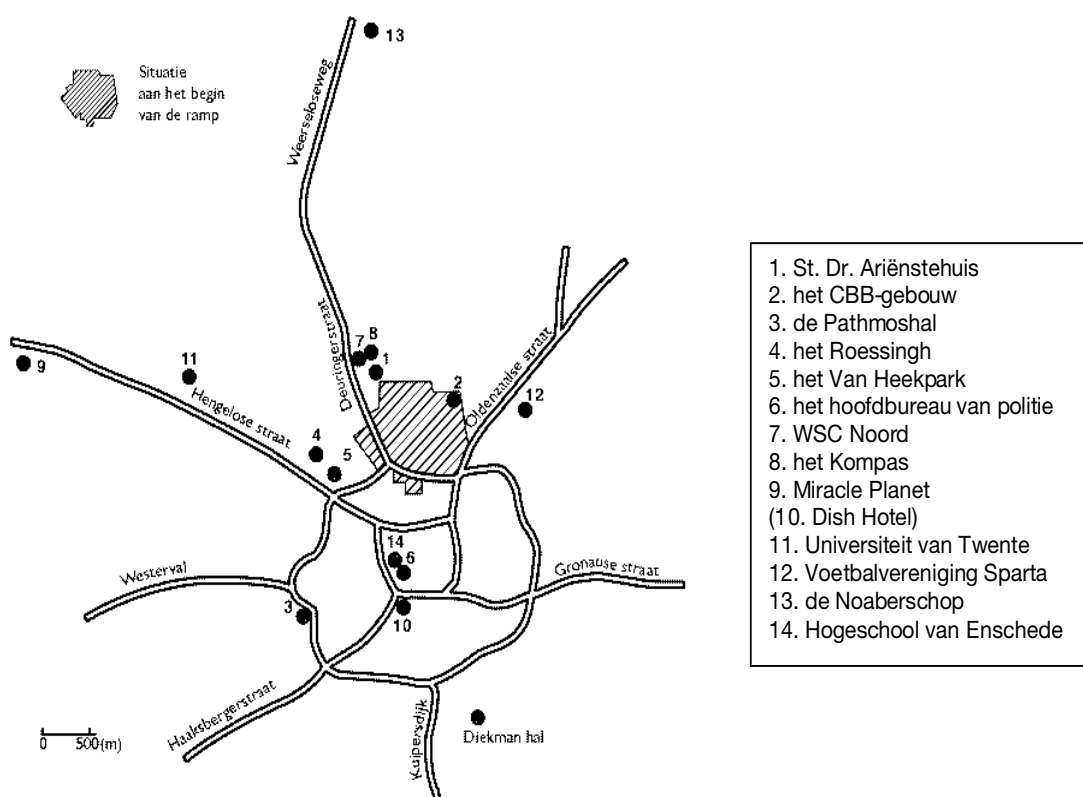 13
Situatie
aan het begin
van de ramp
Weerseloseweg
Deuringerstraat
8
7
1
2
Oldenzaalse straat
12
9
11
Hengelose straat
4
5
14
6
Westerval
Gronause straat
3
10
Haaksbergerstraat
Kuipersdijk
Diekman hal
0 500(m)
1. St. Dr. Ariënstehuis
2. het CBB-gebouw
3. de Pathmoshal
4. het Roessingh
5. het Van Heekpark
6. het hoofdbureau van politie
7. WSC Noord
8. het Kompas
9. Miracle Planet
(10. Dish Hotel)
11. Universiteit van Twente
12. Voetbalvereniging Sparta
13. de Noaberschop
14. Hogeschool van Enschede